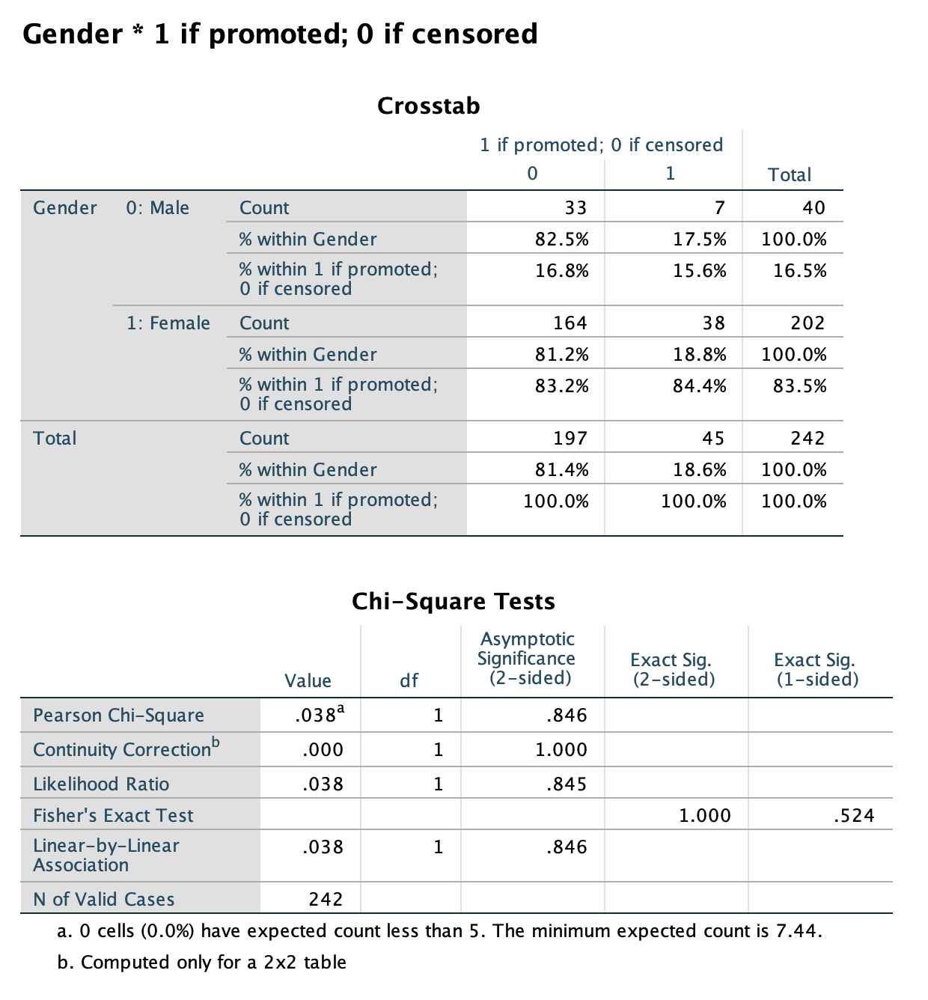 Gender * 1 if promoted; 0 if censored
Crosstab
1 if promoted; 0 if censored
0 1 Total
Gender 0: Male Count 33 7 40
% within Gender 82.5% 17.5% 100.0%
% within 1 if promoted; 16.8% 15.6% 16.5%
0 if censored
1: Female Count 164 38 202
% within Gender 81.2% 18.8% 100.0%
% within 1 if promoted; 83.2% 84.4% 83.5%
0 if censored
Total Count 197 45 242
% within Gender 81.4% 18.6% 100.0%
% within 1 if promoted; 100.0% 100.0% 100.0%
0 if censored
Chi-Square Tests
Asymptotic
Significance Exact Sig. Exact Sig.
Value df (2-sided) (2-sided) (1-sided)
Pearson Chi-Square .038a 1 .846
Continuity Correctionb .000 1 1.000
Likelihood Ratio .038 1 .845
Fisher's Exact Test 1.000 .524
Linear-by-Linear .038 1 .846
Association
N of Valid Cases 242
a. 0 cells (0.0%) have expected count less than 5. The minimum expected count is 7.44.
b. Computed only for a 2x2 table